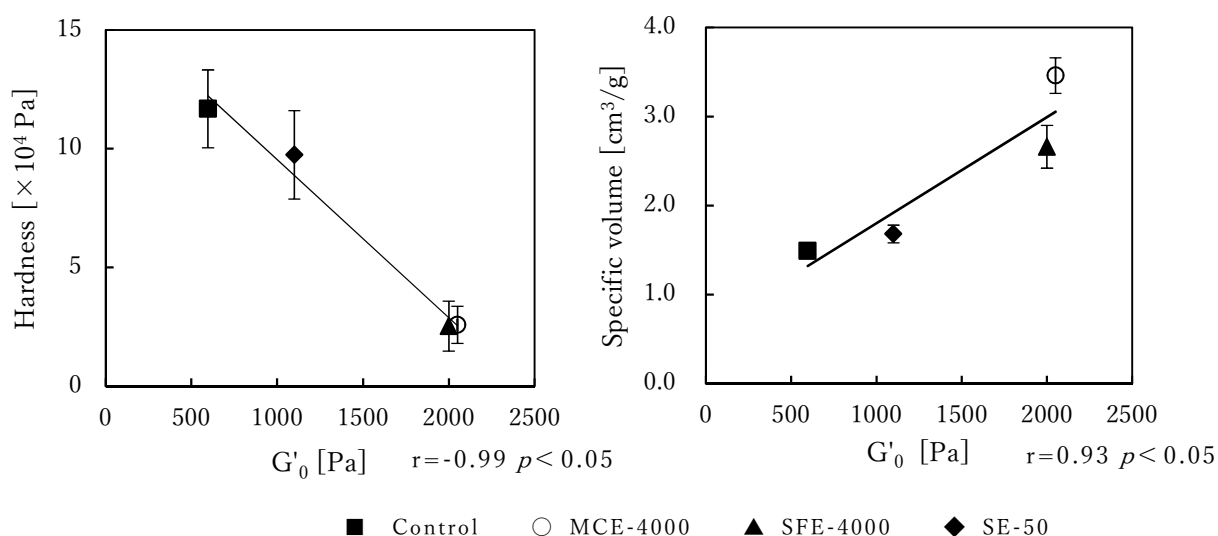 Hardness [×10⁴ Pa]
15
10
5
0
0 500 1000 1500 2000 2500
G'₀ [Pa] r=-0.99 p<0.05
Specific volume [cm³/g]
4.0
3.0
2.0
1.0
0.0
0 500 1000 1500 2000 2500
G'₀ [Pa] r=0.93 p<0.05
■ Control ○ MCE-4000 ▲ SFE-4000 ◆ SE-50